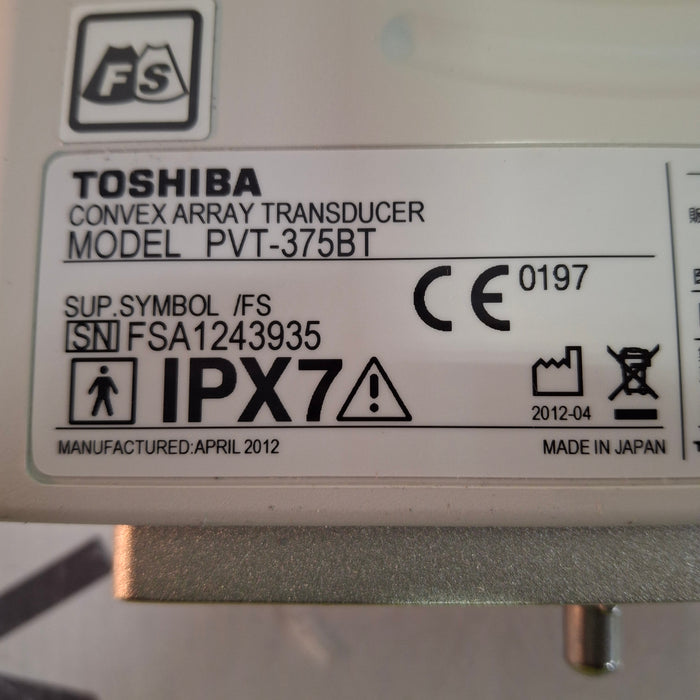 FS
TOSHIBA
CONVEX ARRAY TRANSDUCER
MODEL PVT-375BT
CE 0197
SUP.SYMBOL /FS
SN FSA1243935
IPX7
2012-04
MANUFACTURED:APRIL 2012
MADE IN JAPAN